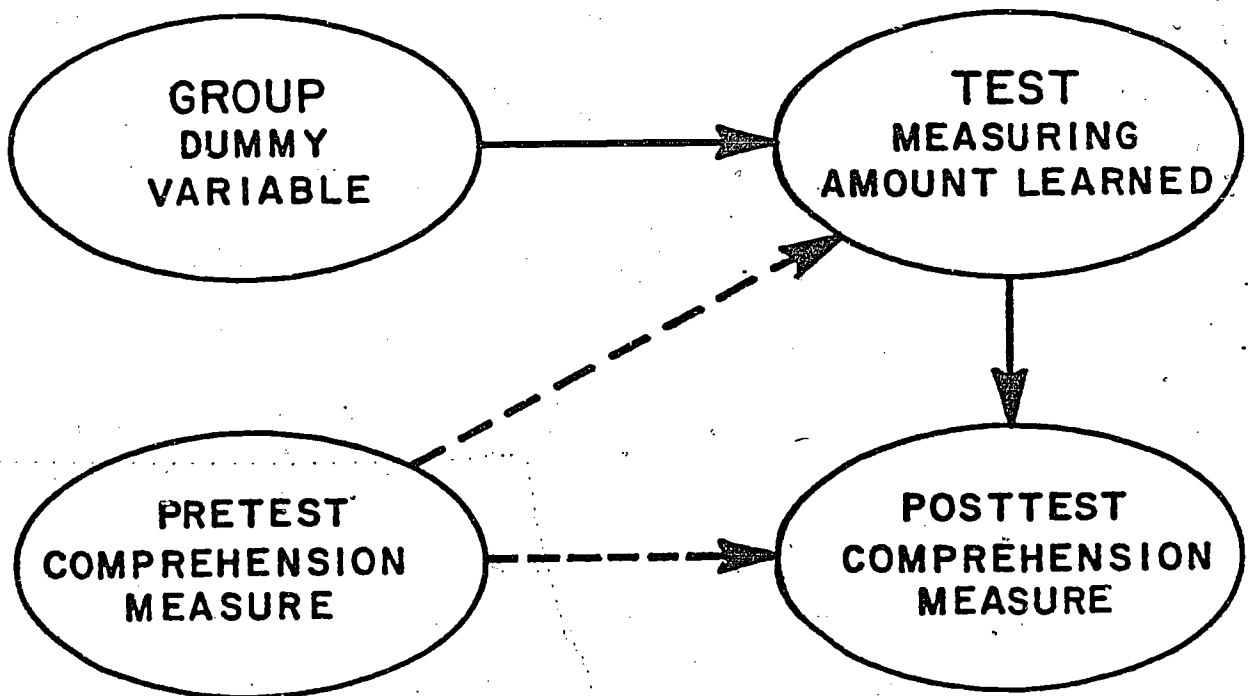 GROUP
DUMMY
VARIABLE
TEST
MEASURING
AMOUNT LEARNED
PRETEST
COMPREHENSION
MEASURE
POSTTEST
COMPREHENSION
MEASURE